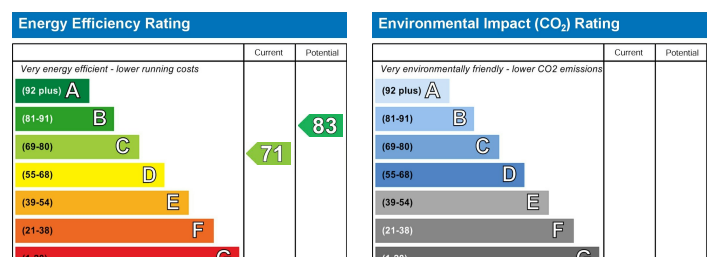 Energy Efficiency Rating
Current Potential
Very energy efficient - lower running costs
(92 plus) A
(81-91) B
83
(69-80) C
71
(55-68) D
(39-54) E
(21-38) F
Environmental Impact (CO₂) Rating
Current Potential
Very environmentally friendly - lower CO2 emissions
(92 plus) A
(81-91) B
(69-80) C
(55-68) D
(39-54) E
(21-38) F